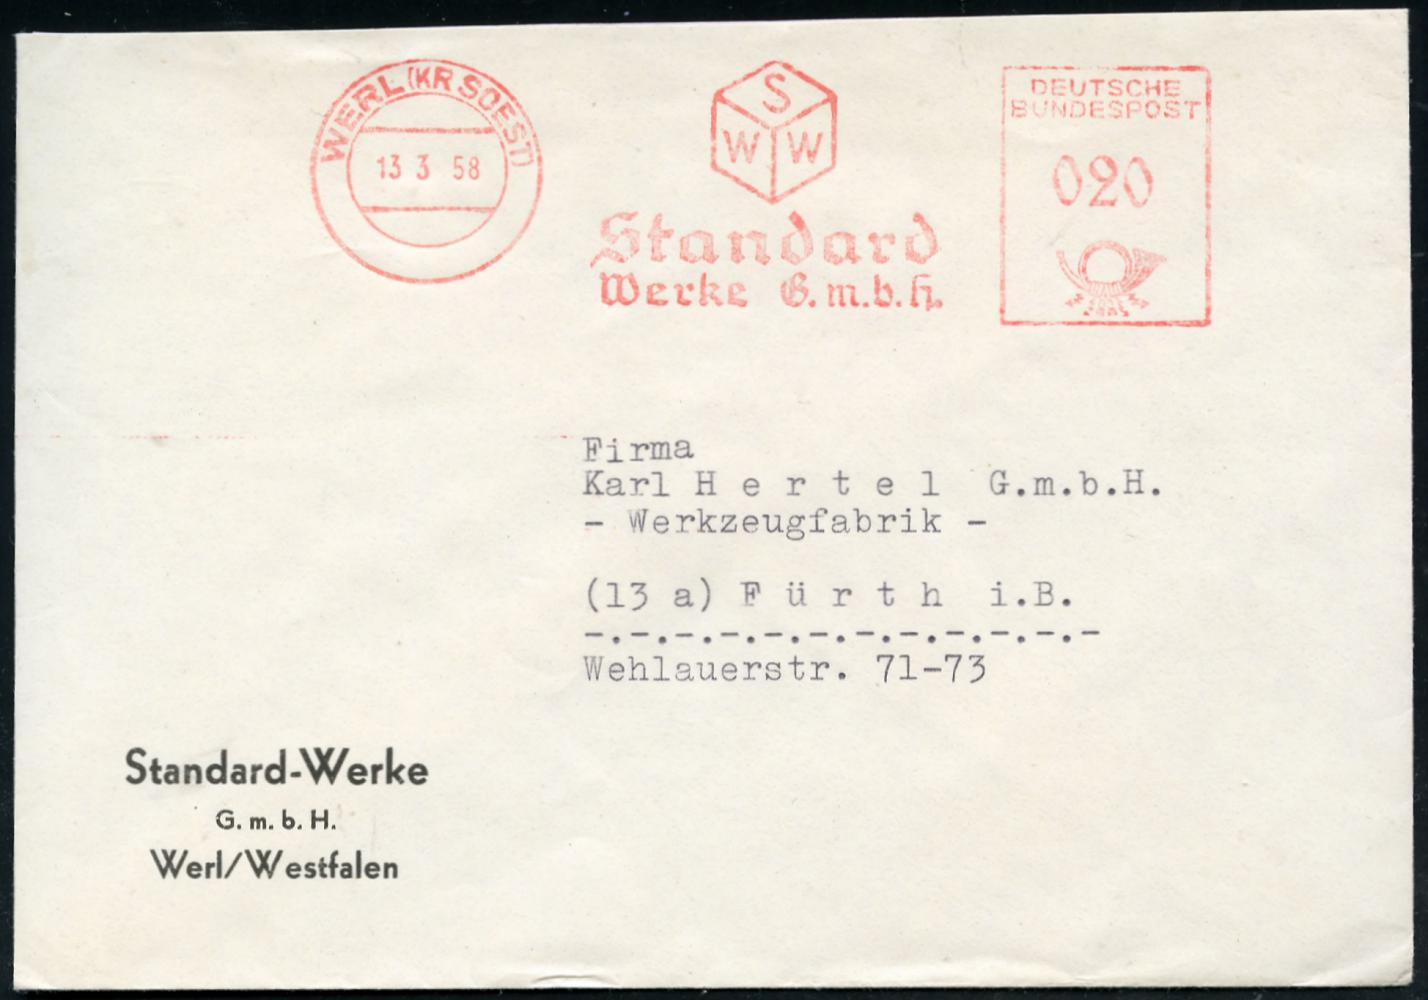 WERL (KR SOEST)
13 3 58
S
W W
Standard
Werke G.m.b.H.
DEUTSCHE
BUNDESPOST
020
Firma
Karl H e r t e l G.m.b.H.
- Werkzeugfabrik -
(13 a) F ü r t h i.B.
-.-.-.-.-.-.-.-.-.-.-.-
Wehlauerstr. 71-73
Standard-Werke
G. m. b. H.
Werl/Westfalen